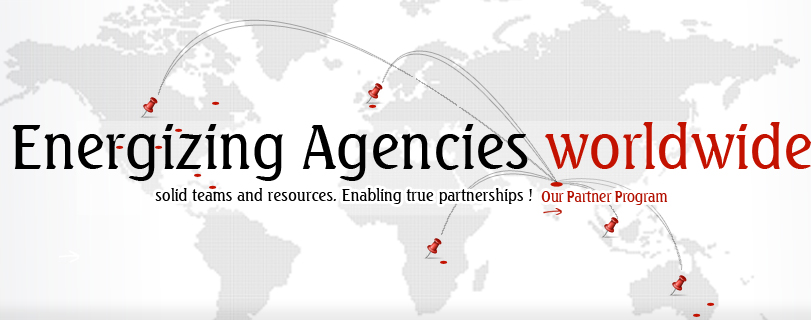 Energizing Agencies worldwide
solid teams and resources. Enabling true partnerships ! Our Partner Program